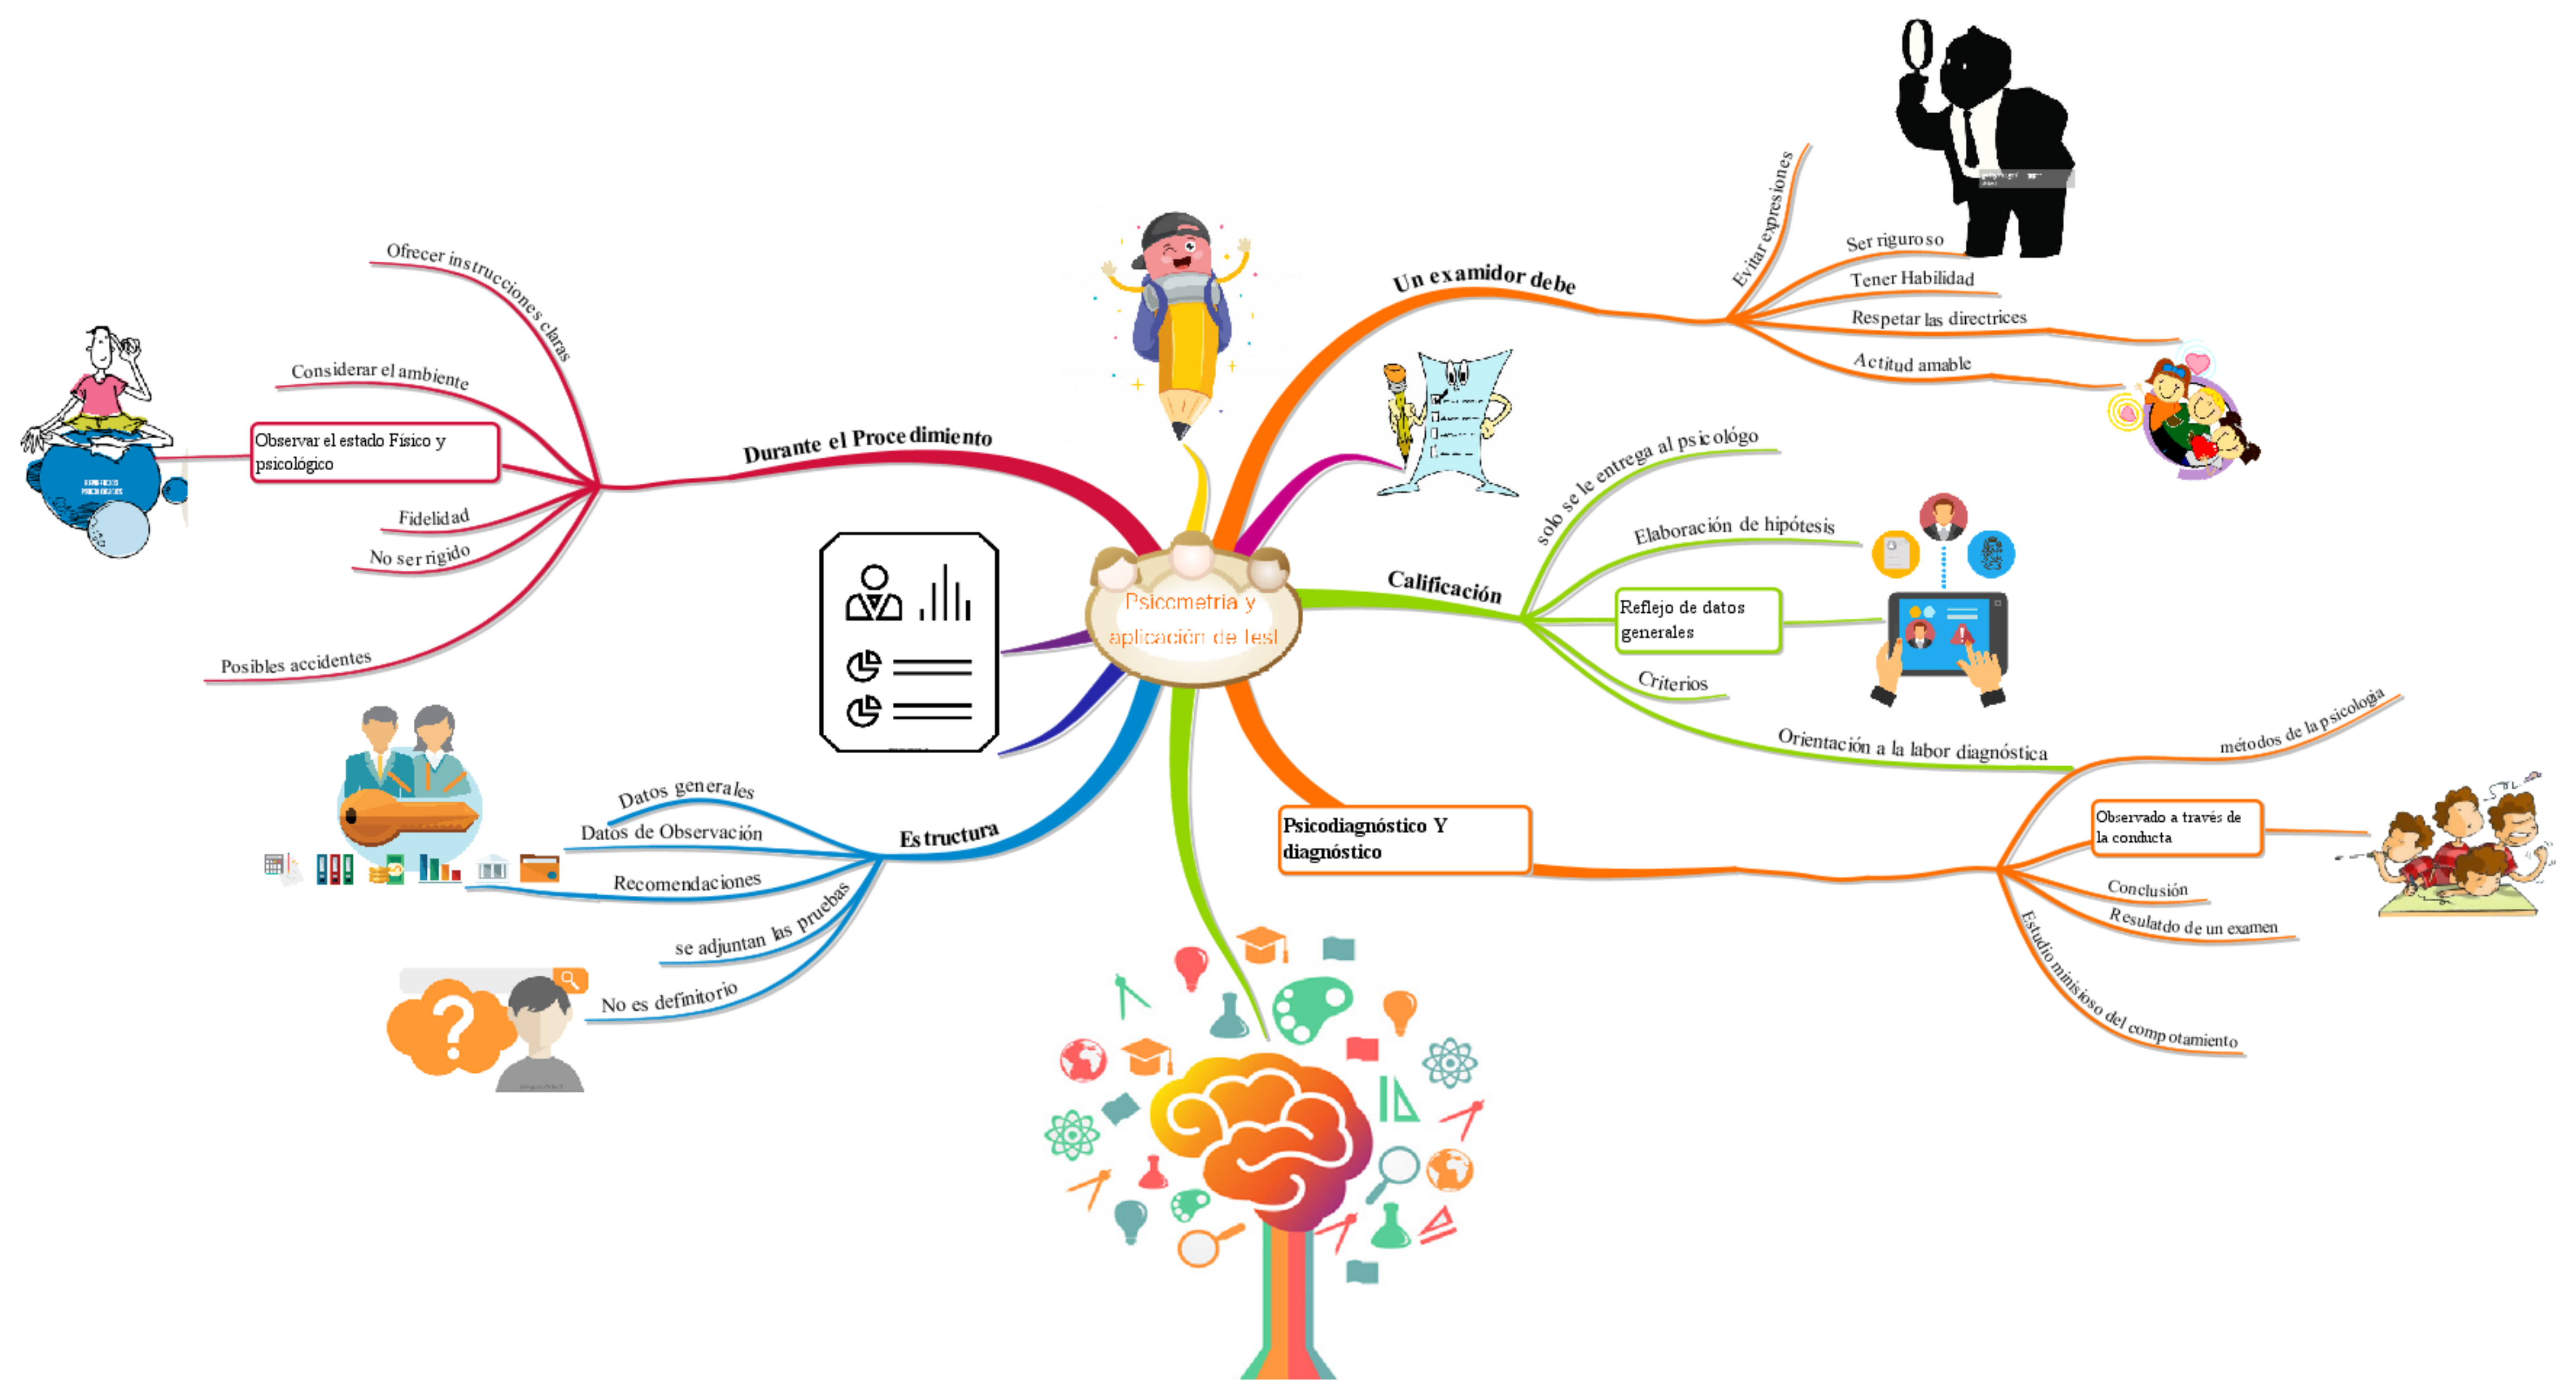 Psicometria y
aplicación de Test
Un examidor debe
Evitar expresiones
Ser riguroso
Tener Habilidad
Respetar las directrices
Actitud amable
Calificación
solo se le entrega al psicológo
Elaboración de hipótesis
Reflejo de datos
generales
Criterios
Orientación a la labor diagnóstica
Psicodiagnóstico Y
diagnóstico
métodos de la psicologia
Observado a través de
la conducta
Conclusión
Resulatdo de un examen
Estudio minisioso del compotamiento
Durante el Procedimiento
Ofrecer instrucciones claras
Considerar el ambiente
Observar el estado Físico y
psicológico
BENEFICIOS
PSICOLÓGICOS
Fidelidad
No ser rigido
Posibles accidentes
Estructura
Datos generales
Datos de Observación
Recomendaciones
se adjuntan las pruebas
No es definitorio